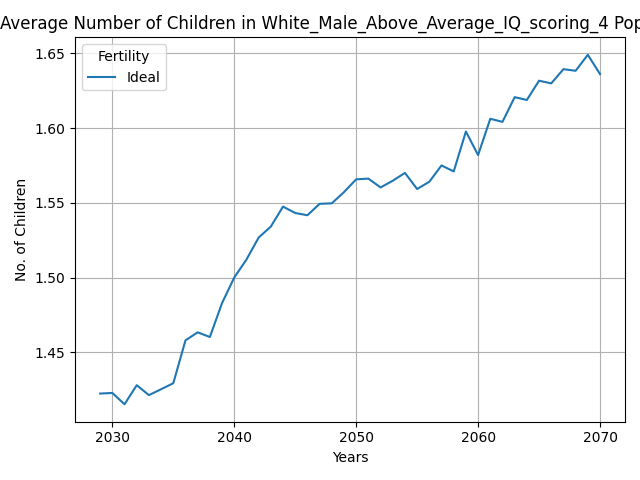 Average Number of Children in White_Male_Above_Average_IQ_scoring_4 Pop
Fertility
Ideal
1.65
1.60
1.55
1.50
1.45
No. of Children
2030 2040 2050 2060 2070
Years